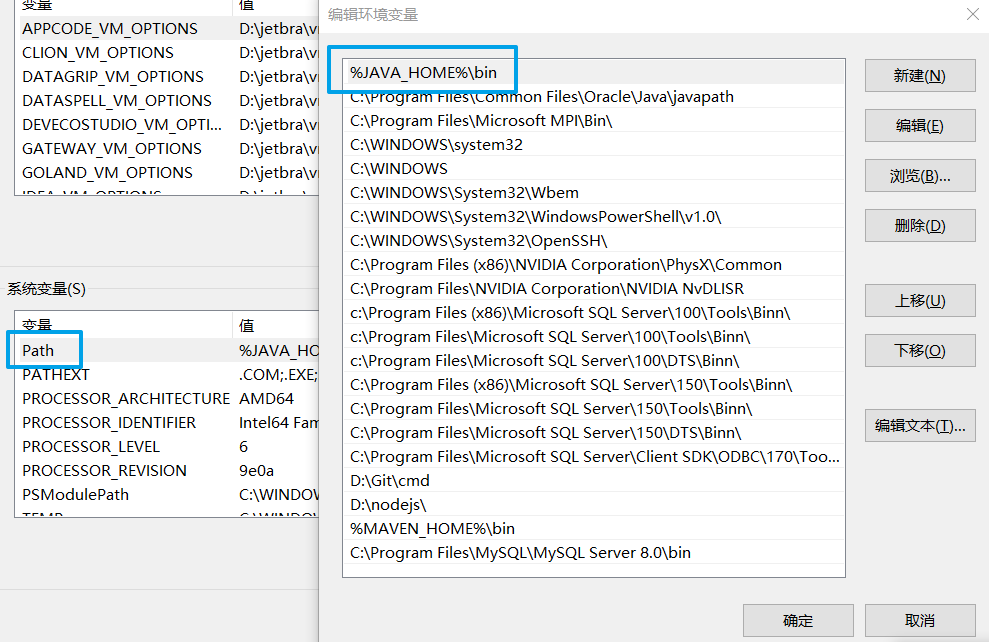 变量 值
APPCODE_VM_OPTIONS D:\jetbra\v
CLION_VM_OPTIONS D:\jetbra\v
DATAGRIP_VM_OPTIONS D:\jetbra\v
DATASPELL_VM_OPTIONS D:\jetbra\v
DEVECOSTUDIO_VM_OPTI... D:\jetbra\v
GATEWAY_VM_OPTIONS D:\jetbra\v
GOLAND_VM_OPTIONS D:\jetbra\v
IDEA_VM_OPTIONS D:\jetbra\v
系统变量(S)
变量 值
Path %JAVA_HO
PATHEXT .COM;.EXE;
PROCESSOR_ARCHITECTURE AMD64
PROCESSOR_IDENTIFIER Intel64 Fam
PROCESSOR_LEVEL 6
PROCESSOR_REVISION 9e0a
PSModulePath C:\WINDOW
TEMP C:\WINDOW
编辑环境变量
%JAVA_HOME%\bin
C:\Program Files\Common Files\Oracle\Java\javapath
C:\Program Files\Microsoft MPI\Bin\
C:\WINDOWS\system32
C:\WINDOWS
C:\WINDOWS\System32\Wbem
C:\WINDOWS\System32\WindowsPowerShell\v1.0\
C:\WINDOWS\System32\OpenSSH\
C:\Program Files (x86)\NVIDIA Corporation\PhysX\Common
C:\Program Files\NVIDIA Corporation\NVIDIA NvDLISR
c:\Program Files (x86)\Microsoft SQL Server\100\Tools\Binn\
c:\Program Files\Microsoft SQL Server\100\Tools\Binn\
c:\Program Files\Microsoft SQL Server\100\DTS\Binn\
C:\Program Files (x86)\Microsoft SQL Server\150\Tools\Binn\
C:\Program Files\Microsoft SQL Server\150\Tools\Binn\
C:\Program Files\Microsoft SQL Server\150\DTS\Binn\
C:\Program Files\Microsoft SQL Server\Client SDK\ODBC\170\Too...
D:\Git\cmd
D:\nodejs\
%MAVEN_HOME%\bin
C:\Program Files\MySQL\MySQL Server 8.0\bin
新建(N)
编辑(E)
浏览(B)...
删除(D)
上移(U)
下移(O)
编辑文本(T)...
确定
取消